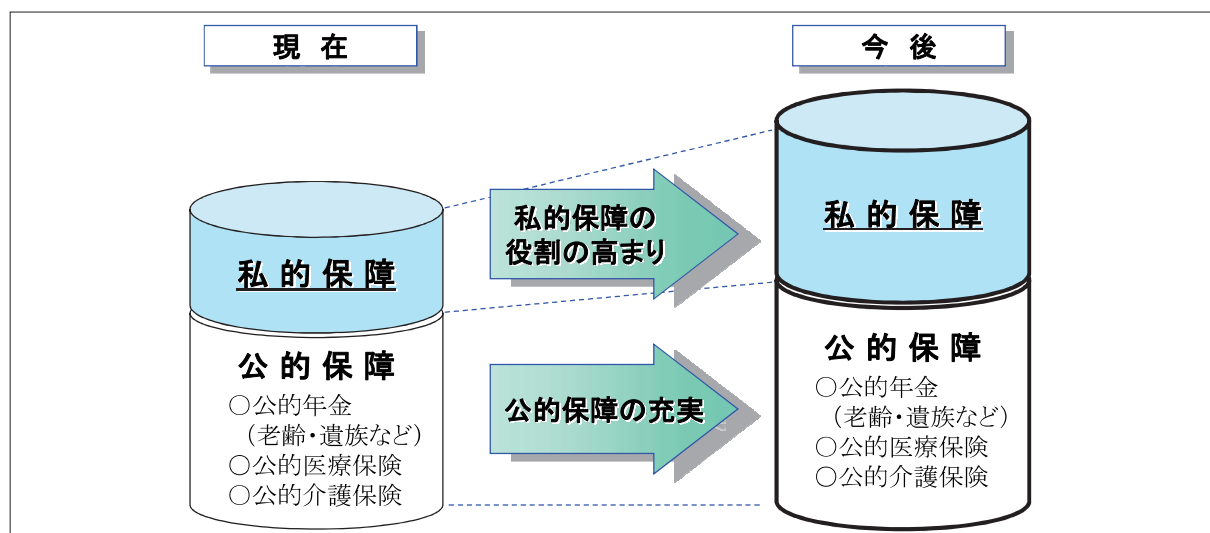 現 在
今 後
私 的 保 障
公 的 保 障
○公的年金
（老齢・遺族など）
○公的医療保険
○公的介護保険
私的保障の
役割の高まり
公的保障の充実
私 的 保 障
公 的 保 障
○公的年金
（老齢・遺族など）
○公的医療保険
○公的介護保険